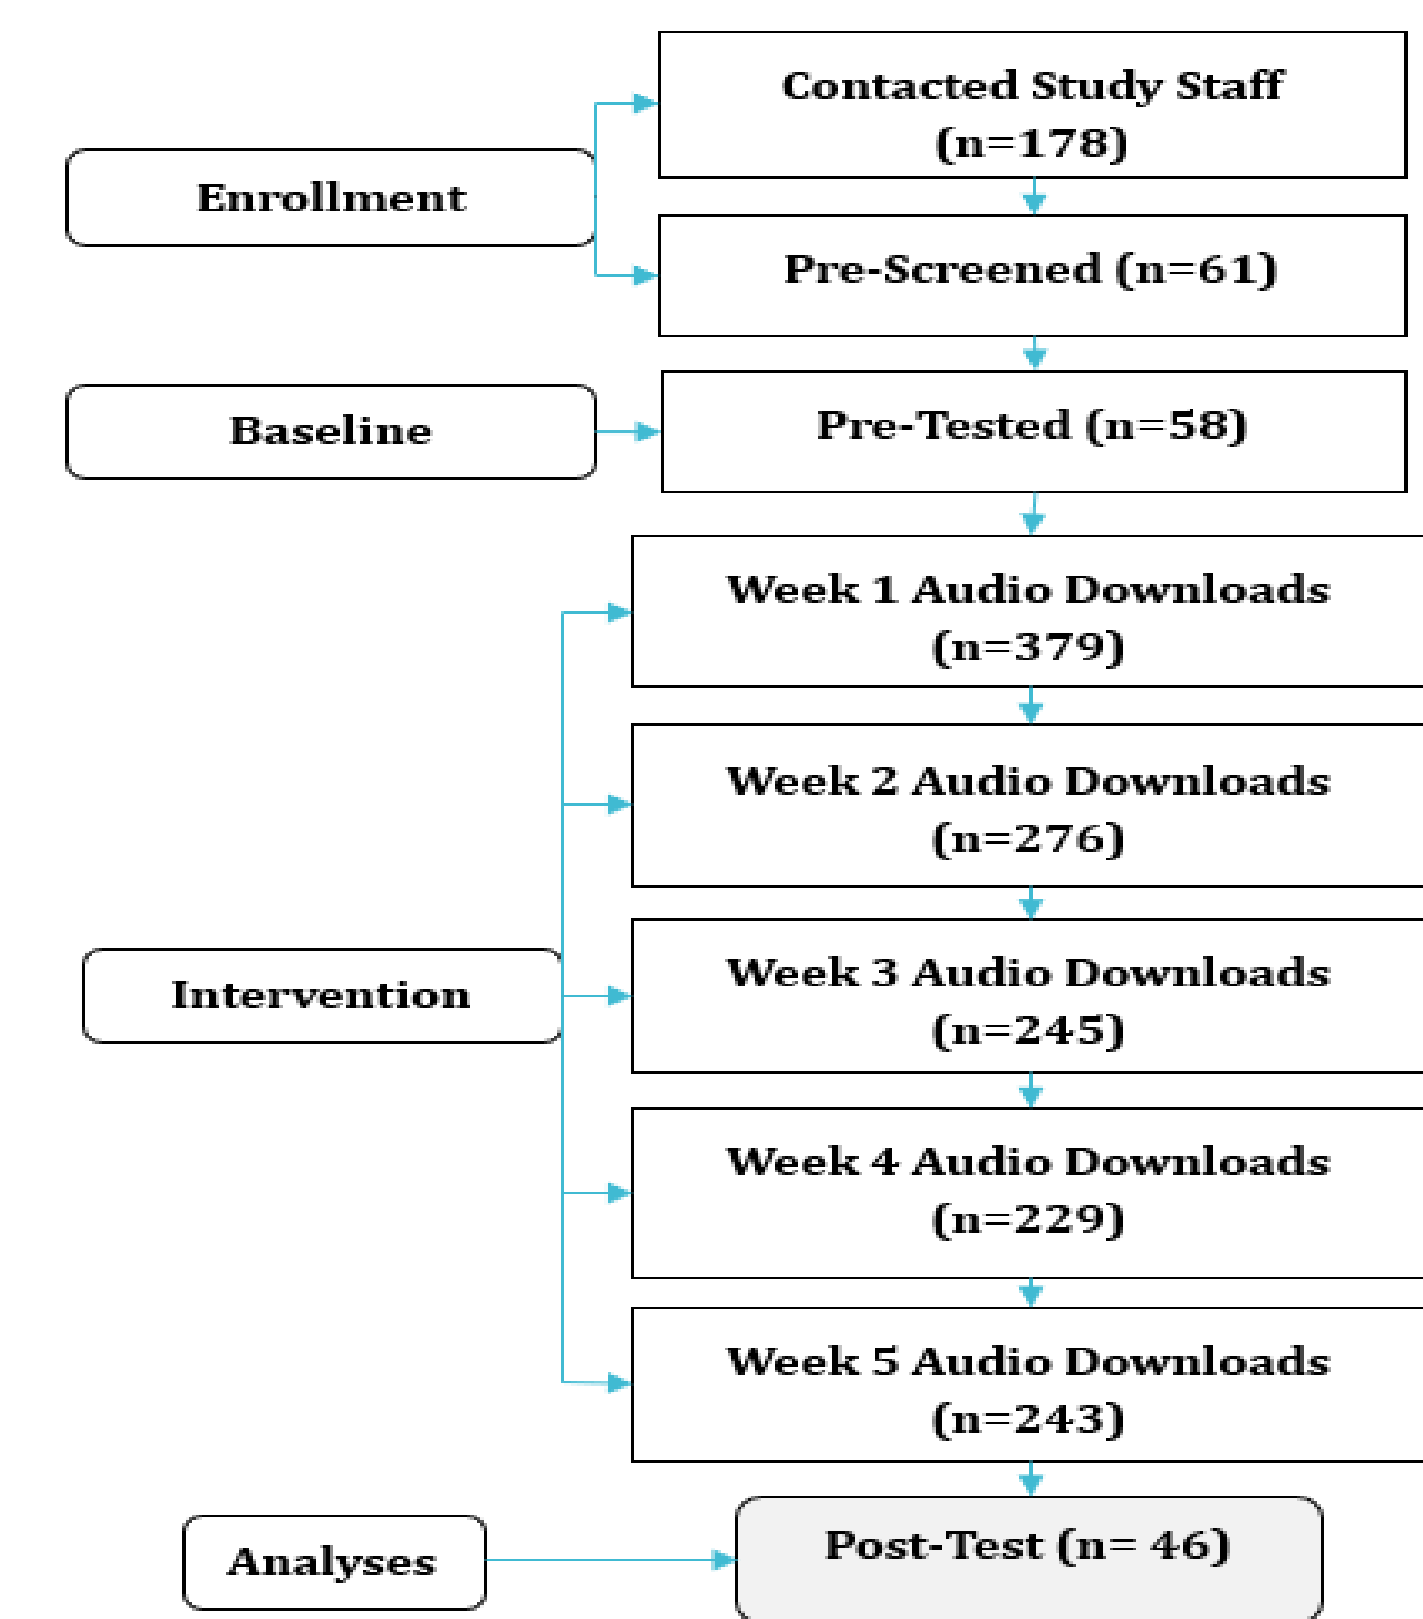 Contacted Study Staff
(n=178)
Enrollment
Pre-Screened (n=61)
Baseline
Pre-Tested (n=58)
Week 1 Audio Downloads
(n=379)
Week 2 Audio Downloads
(n=276)
Intervention
Week 3 Audio Downloads
(n=245)
Week 4 Audio Downloads
(n=229)
Week 5 Audio Downloads
(n=243)
Analyses
Post-Test (n= 46)